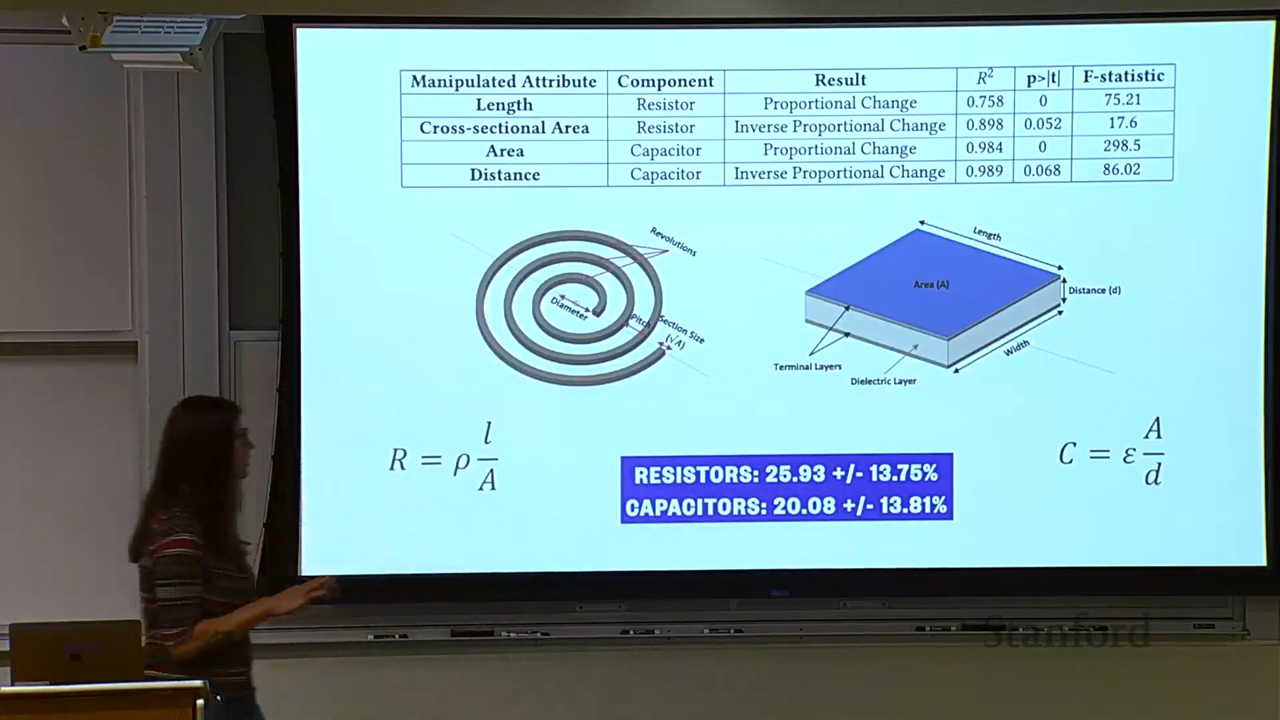 Manipulated Attribute Component Result R² p>|t| F-statistic
Length Resistor Proportional Change 0.758 0 75.21
Cross-sectional Area Resistor Inverse Proportional Change 0.898 0.052 17.6
Area Capacitor Proportional Change 0.984 0 298.5
Distance Capacitor Inverse Proportional Change 0.989 0.068 86.02
Revolutions
Diameter
Pitch
Section Size
(√A)
Length
Area (A)
Distance (d)
Width
Terminal Layers
Dielectric Layer
R = ρ l/A
C = ε A/d
RESISTORS: 25.93 +/- 13.75%
CAPACITORS: 20.08 +/- 13.81%
Stanford